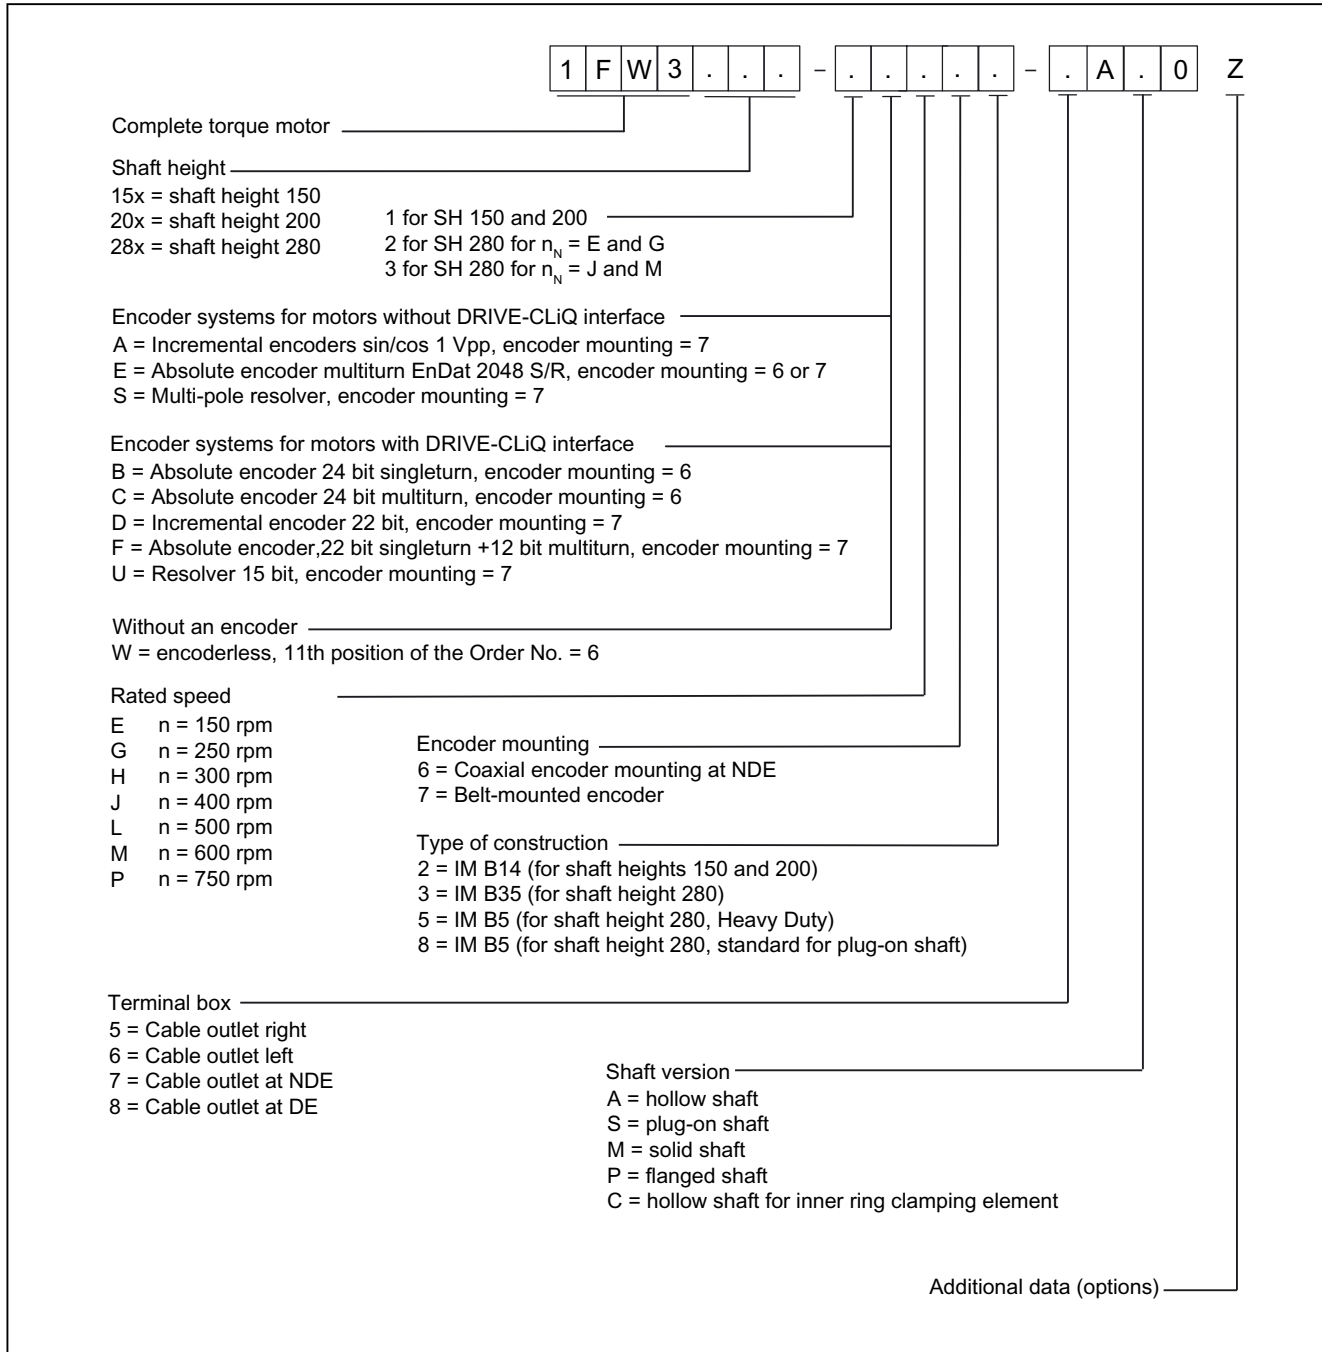 1 F W 3 . . . – . . . . . – . A . 0 Z
Complete torque motor
Shaft height
15x = shaft height 150
20x = shaft height 200
28x = shaft height 280
1 for SH 150 and 200
2 for SH 280 for nN = E and G
3 for SH 280 for nN = J and M
Encoder systems for motors without DRIVE-CLiQ interface
A = Incremental encoders sin/cos 1 Vpp, encoder mounting = 7
E = Absolute encoder multiturn EnDat 2048 S/R, encoder mounting = 6 or 7
S = Multi-pole resolver, encoder mounting = 7
Encoder systems for motors with DRIVE-CLiQ interface
B = Absolute encoder 24 bit singleturn, encoder mounting = 6
C = Absolute encoder 24 bit multiturn, encoder mounting = 6
D = Incremental encoder 22 bit, encoder mounting = 7
F = Absolute encoder,22 bit singleturn +12 bit multiturn, encoder mounting = 7
U = Resolver 15 bit, encoder mounting = 7
Without an encoder
W = encoderless, 11th position of the Order No. = 6
Rated speed
E n = 150 rpm
G n = 250 rpm
H n = 300 rpm
J n = 400 rpm
L n = 500 rpm
M n = 600 rpm
P n = 750 rpm
Encoder mounting
6 = Coaxial encoder mounting at NDE
7 = Belt-mounted encoder
Type of construction
2 = IM B14 (for shaft heights 150 and 200)
3 = IM B35 (for shaft height 280)
5 = IM B5 (for shaft height 280, Heavy Duty)
8 = IM B5 (for shaft height 280, standard for plug-on shaft)
Terminal box
5 = Cable outlet right
6 = Cable outlet left
7 = Cable outlet at NDE
8 = Cable outlet at DE
Shaft version
A = hollow shaft
S = plug-on shaft
M = solid shaft
P = flanged shaft
C = hollow shaft for inner ring clamping element
Additional data (options)